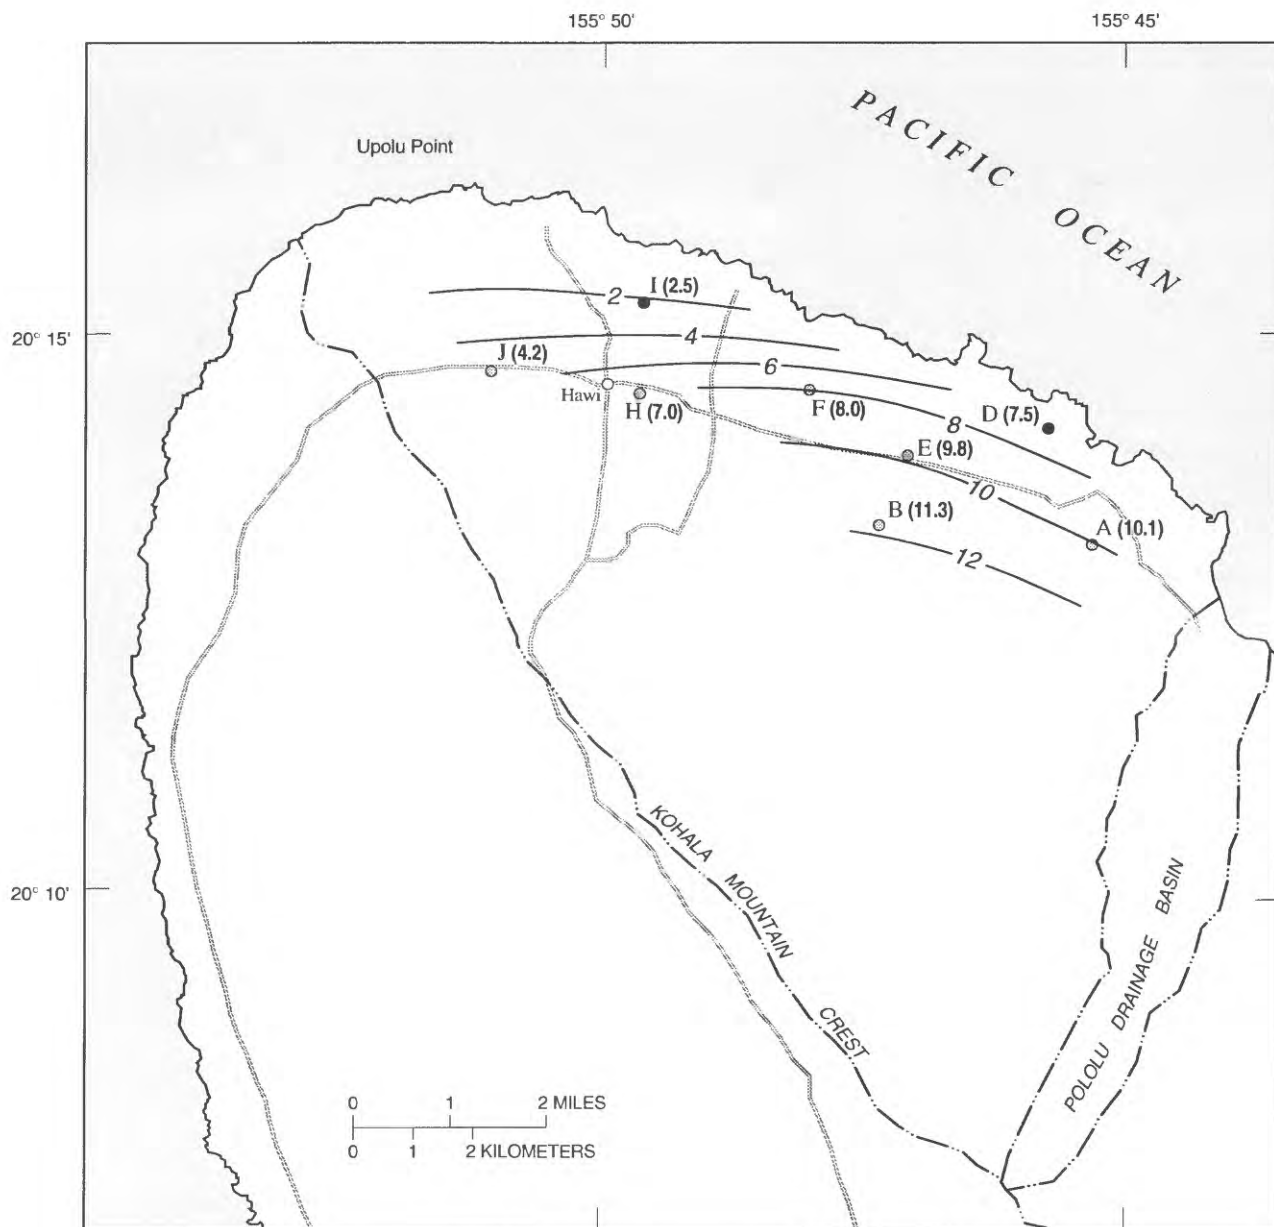 155° 50'
155° 45'
PACIFIC OCEAN
Upolu Point
2
I (2.5)
20° 15'
4
J (4.2)
6
Hawi
H (7.0)
F (8.0)
D (7.5)
8
E (9.8)
10
B (11.3)
A (10.1)
12
KOHALA MOUNTAIN CREST
20° 10'
POLOLU DRAINAGE BASIN
0 1 2 MILES
0 1 2 KILOMETERS